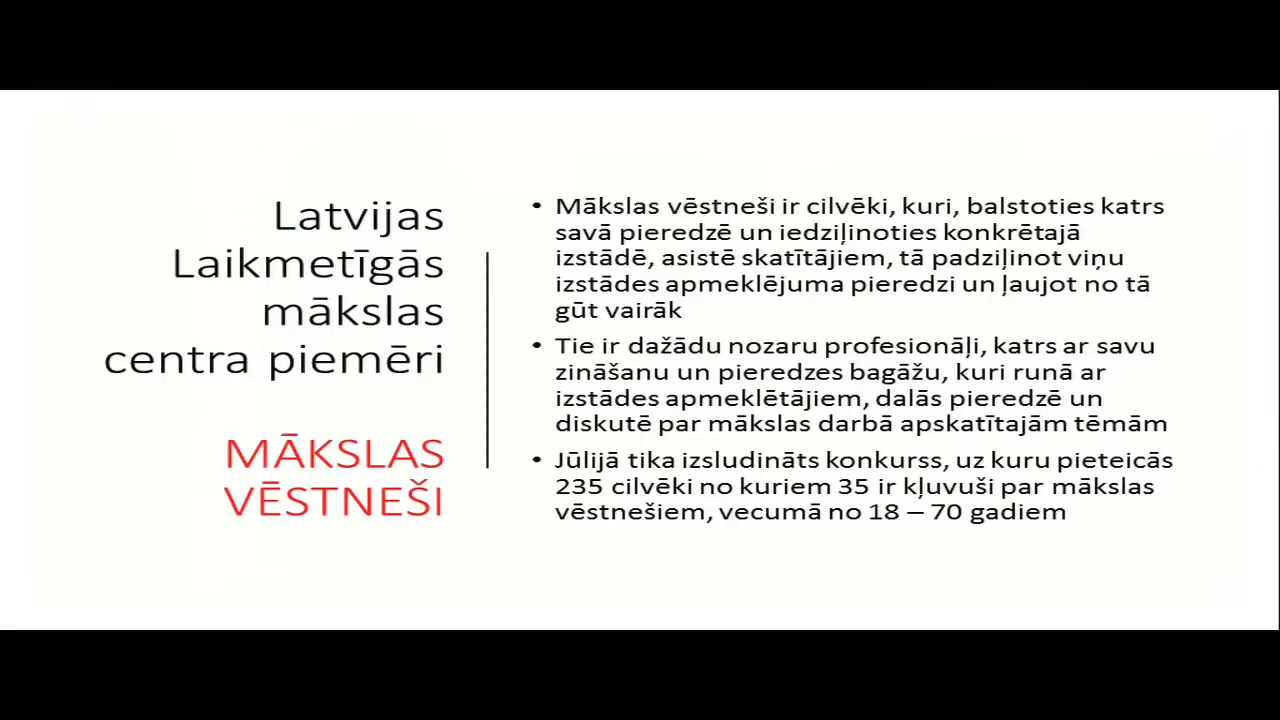 Latvijas
Laikmetīgās
mākslas
centra piemēri
MĀKSLAS
VĒSTNEŠI
• Mākslas vēstneši ir cilvēki, kuri, balstoties katrs
savā pieredzē un iedziļinoties konkrētajā
izstādē, asistē skatītājiem, tā padziļinot viņu
izstādes apmeklējuma pieredzi un ļaujot no tā
gūt vairāk
• Tie ir dažādu nozaru profesionāļi, katrs ar savu
zināšanu un pieredzes bagāžu, kuri runā ar
izstādes apmeklētājiem, dalās pieredzē un
diskutē par mākslas darbā apskatītajām tēmām
• Jūlijā tika izsludināts konkurss, uz kuru pieteicās
235 cilvēki no kuriem 35 ir kļuvuši par mākslas
vēstnešiem, vecumā no 18 – 70 gadiem